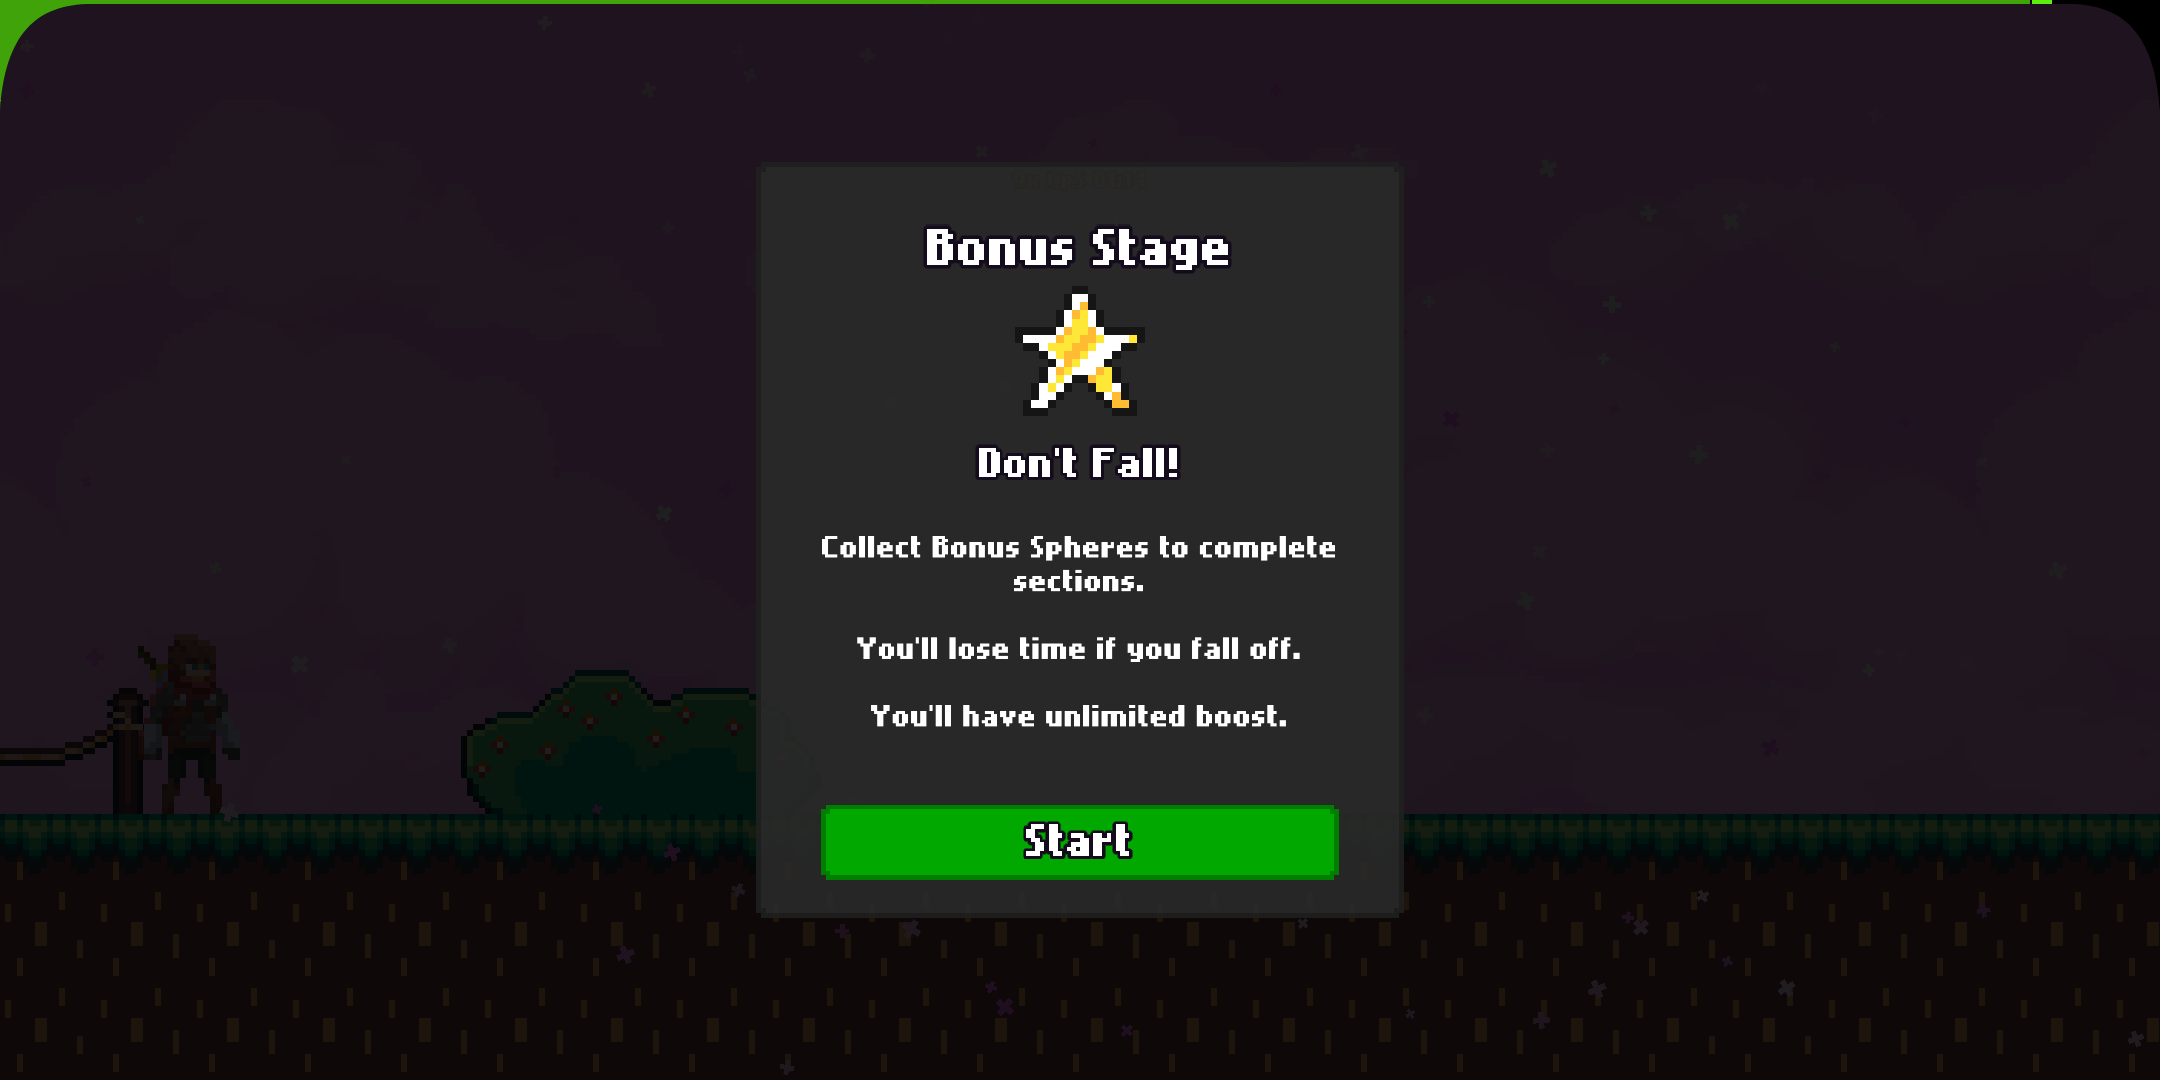 Bonus Stage
Don't Fall!
Collect Bonus Spheres to complete
sections.
You'll lose time if you fall off.
You'll have unlimited boost.
Start